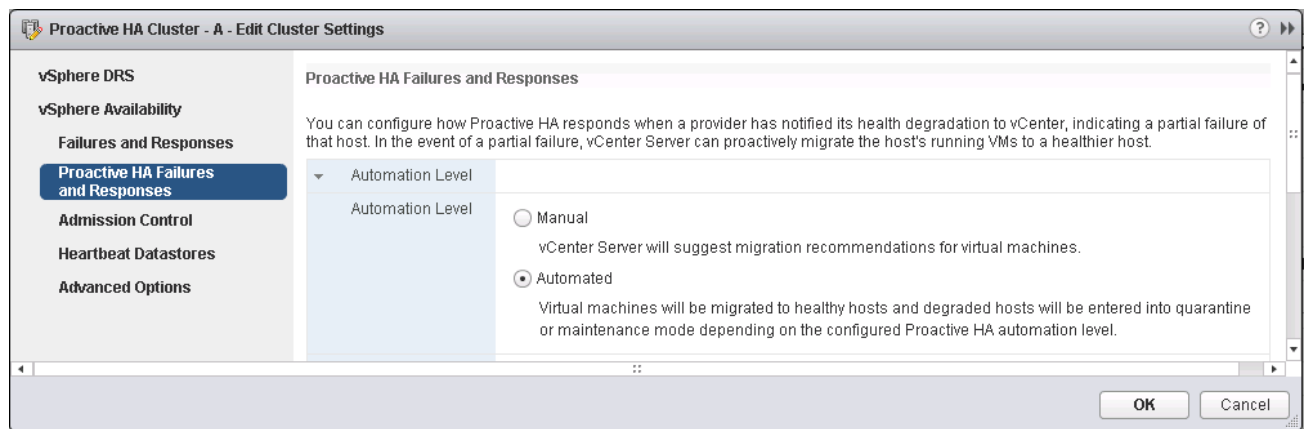 Proactive HA Cluster - A - Edit Cluster Settings
?
vSphere DRS
vSphere Availability
Failures and Responses
Proactive HA Failures
and Responses
Admission Control
Heartbeat Datastores
Advanced Options
Proactive HA Failures and Responses
You can configure how Proactive HA responds when a provider has notified its health degradation to vCenter, indicating a partial failure of
that host. In the event of a partial failure, vCenter Server can proactively migrate the host's running VMs to a healthier host.
Automation Level
Automation Level
Manual
vCenter Server will suggest migration recommendations for virtual machines.
Automated
Virtual machines will be migrated to healthy hosts and degraded hosts will be entered into quarantine
or maintenance mode depending on the configured Proactive HA automation level.
OK
Cancel